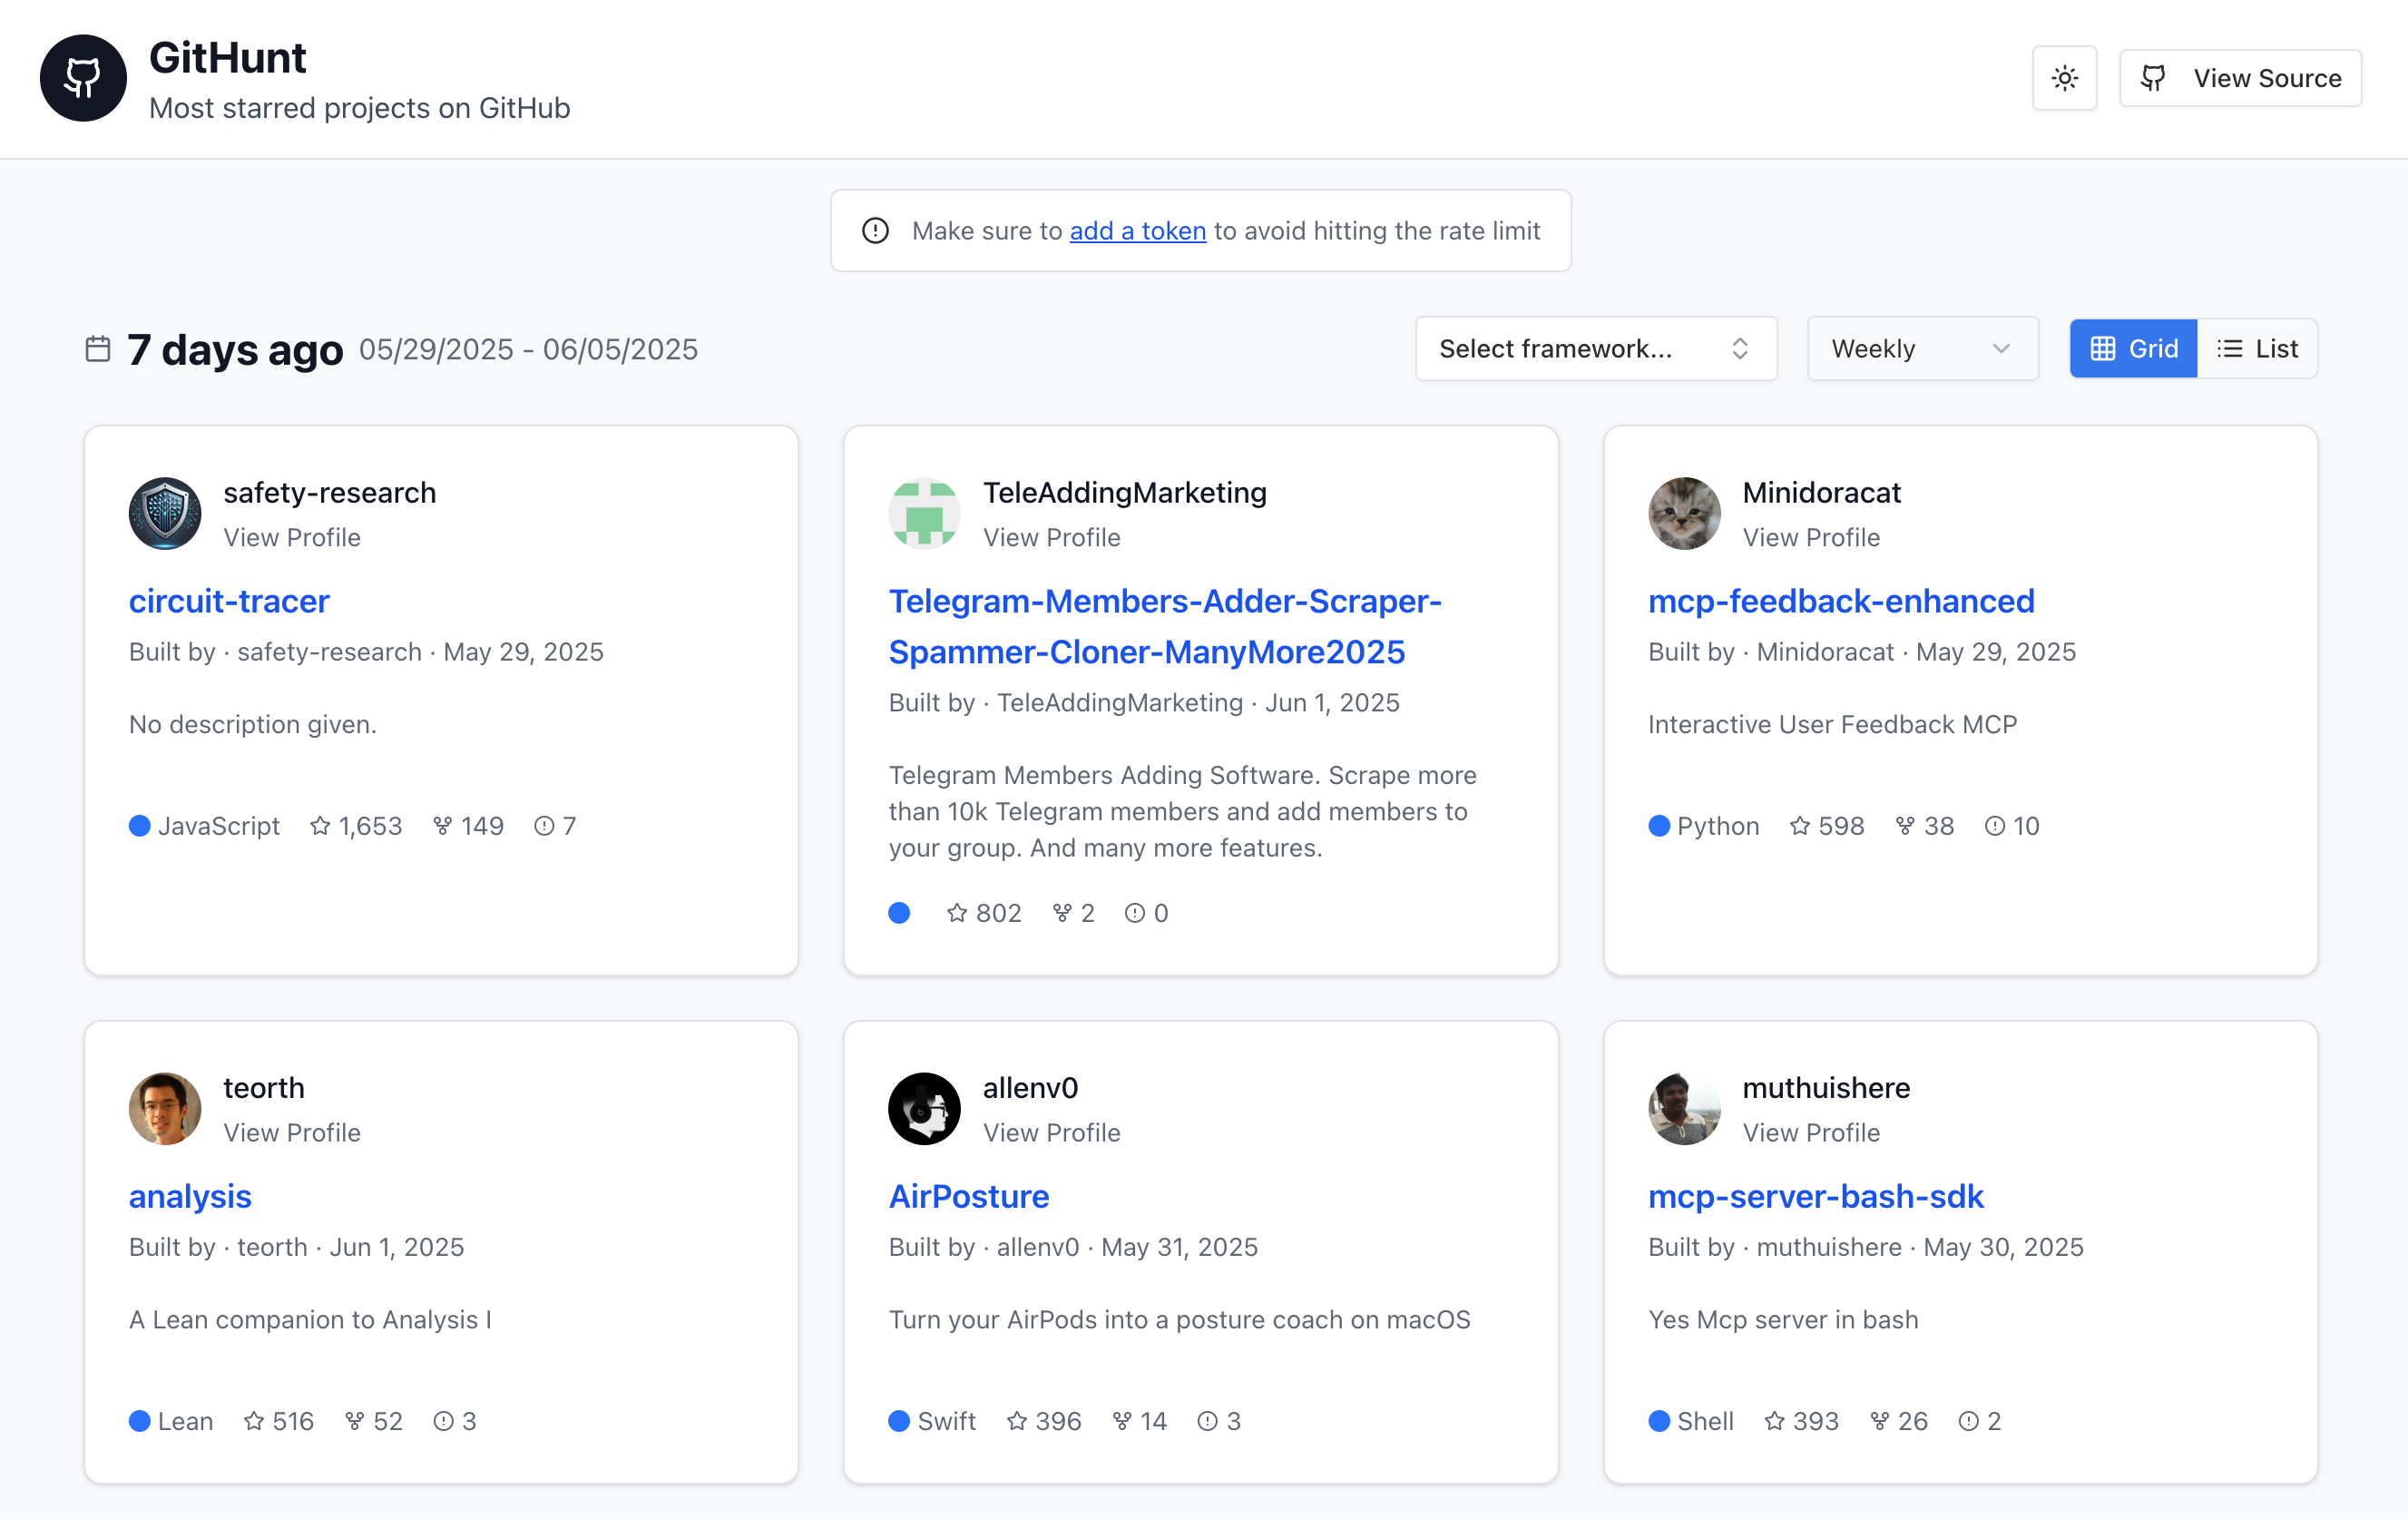 GitHunt
Most starred projects on GitHub
View Source
Make sure to add a token to avoid hitting the rate limit
7 days ago 05/29/2025 - 06/05/2025
Select framework...
Weekly
Grid
List
safety-research
View Profile
circuit-tracer
Built by · safety-research · May 29, 2025
No description given.
JavaScript 1,653 149 7
TeleAddingMarketing
View Profile
Telegram-Members-Adder-Scraper-
Spammer-Cloner-ManyMore2025
Built by · TeleAddingMarketing · Jun 1, 2025
Telegram Members Adding Software. Scrape more
than 10k Telegram members and add members to
your group. And many more features.
802 2 0
Minidoracat
View Profile
mcp-feedback-enhanced
Built by · Minidoracat · May 29, 2025
Interactive User Feedback MCP
Python 598 38 10
teorth
View Profile
analysis
Built by · teorth · Jun 1, 2025
A Lean companion to Analysis I
Lean 516 52 3
allenv0
View Profile
AirPosture
Built by · allenv0 · May 31, 2025
Turn your AirPods into a posture coach on macOS
Swift 396 14 3
muthuishere
View Profile
mcp-server-bash-sdk
Built by · muthuishere · May 30, 2025
Yes Mcp server in bash
Shell 393 26 2